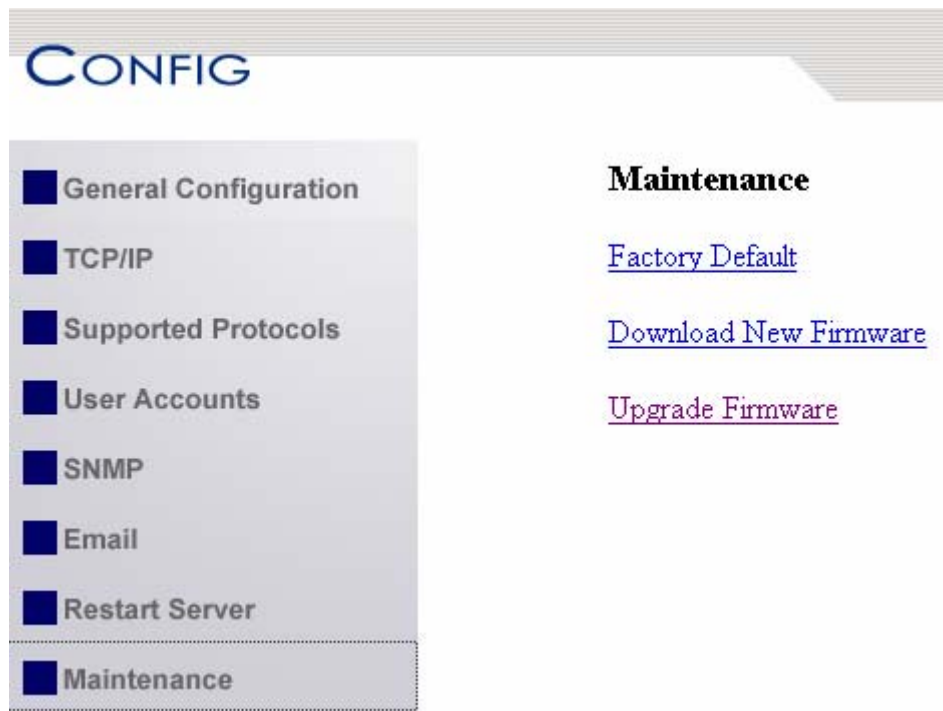 CONFIG
General Configuration
TCP/IP
Supported Protocols
User Accounts
SNMP
Email
Restart Server
Maintenance
Maintenance
Factory Default
Download New Firmware
Upgrade Firmware